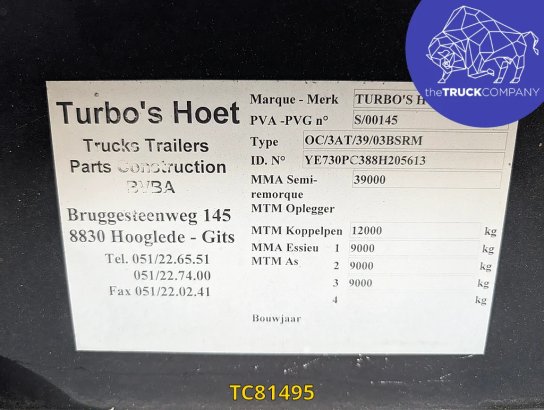 theTRUCKCOMPANY
Turbo's Hoet
Trucks Trailers
Parts Construction
BVBA
Bruggesteenweg 145
8830 Hooglede - Gits
Tel. 051/22.65.51
051/22.74.00
Fax 051/22.02.41
Marque - Merk TURBO'S
PVA -PVG n° S/00145
Type OC/3AT/39/03BSRM
ID. N° YE730PC388H205613
MMA Semi- 39000
remorque
MTM Oplegger
MTM Koppelpen 12000 kg
MMA Essieu 1 9000 kg
MTM As 2 9000 kg
3 9000 kg
4 kg
Bouwjaar
TC81495